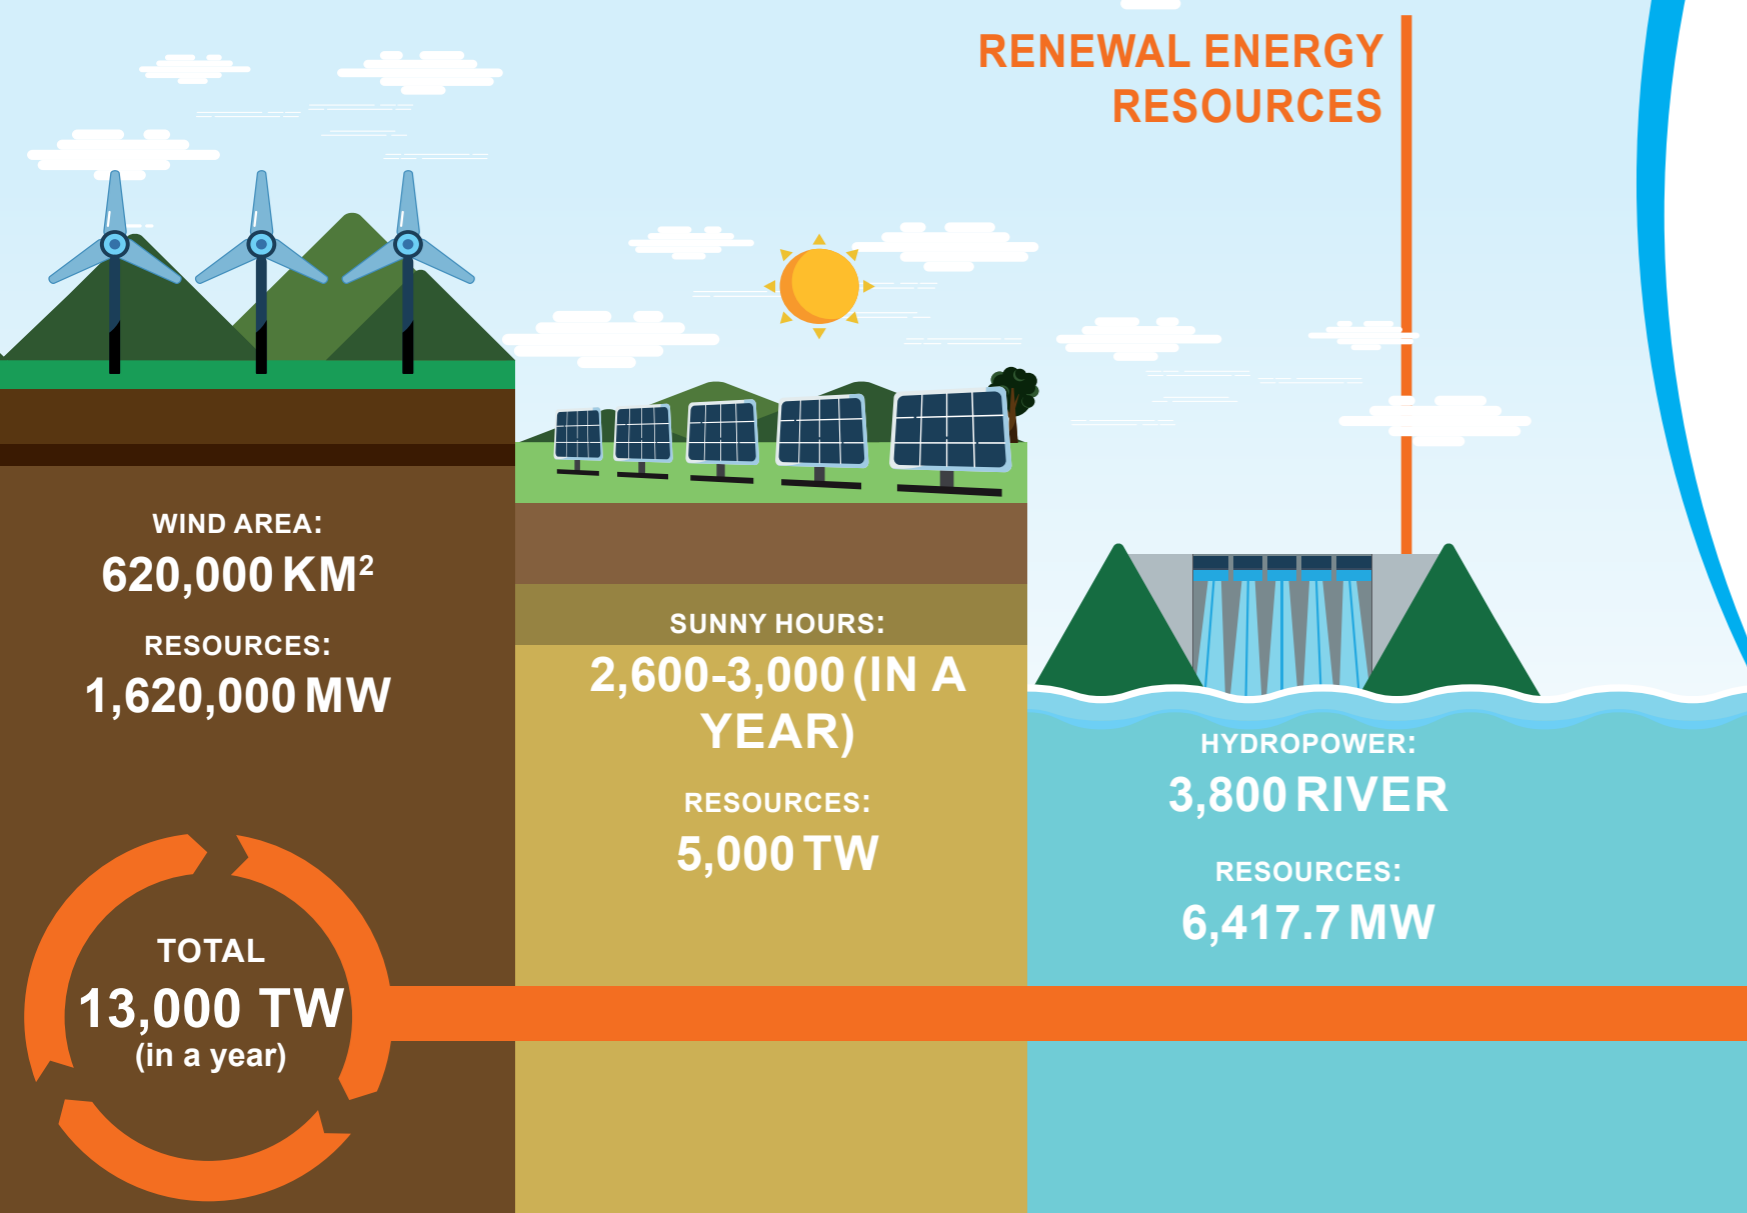 RENEWAL ENERGY
RESOURCES
WIND AREA:
620,000 KM²
RESOURCES:
1,620,000 MW
SUNNY HOURS:
2,600-3,000 (IN A
YEAR)
RESOURCES:
5,000 TW
HYDROPOWER:
3,800 RIVER
RESOURCES:
6,417.7 MW
TOTAL
13,000 TW
(in a year)